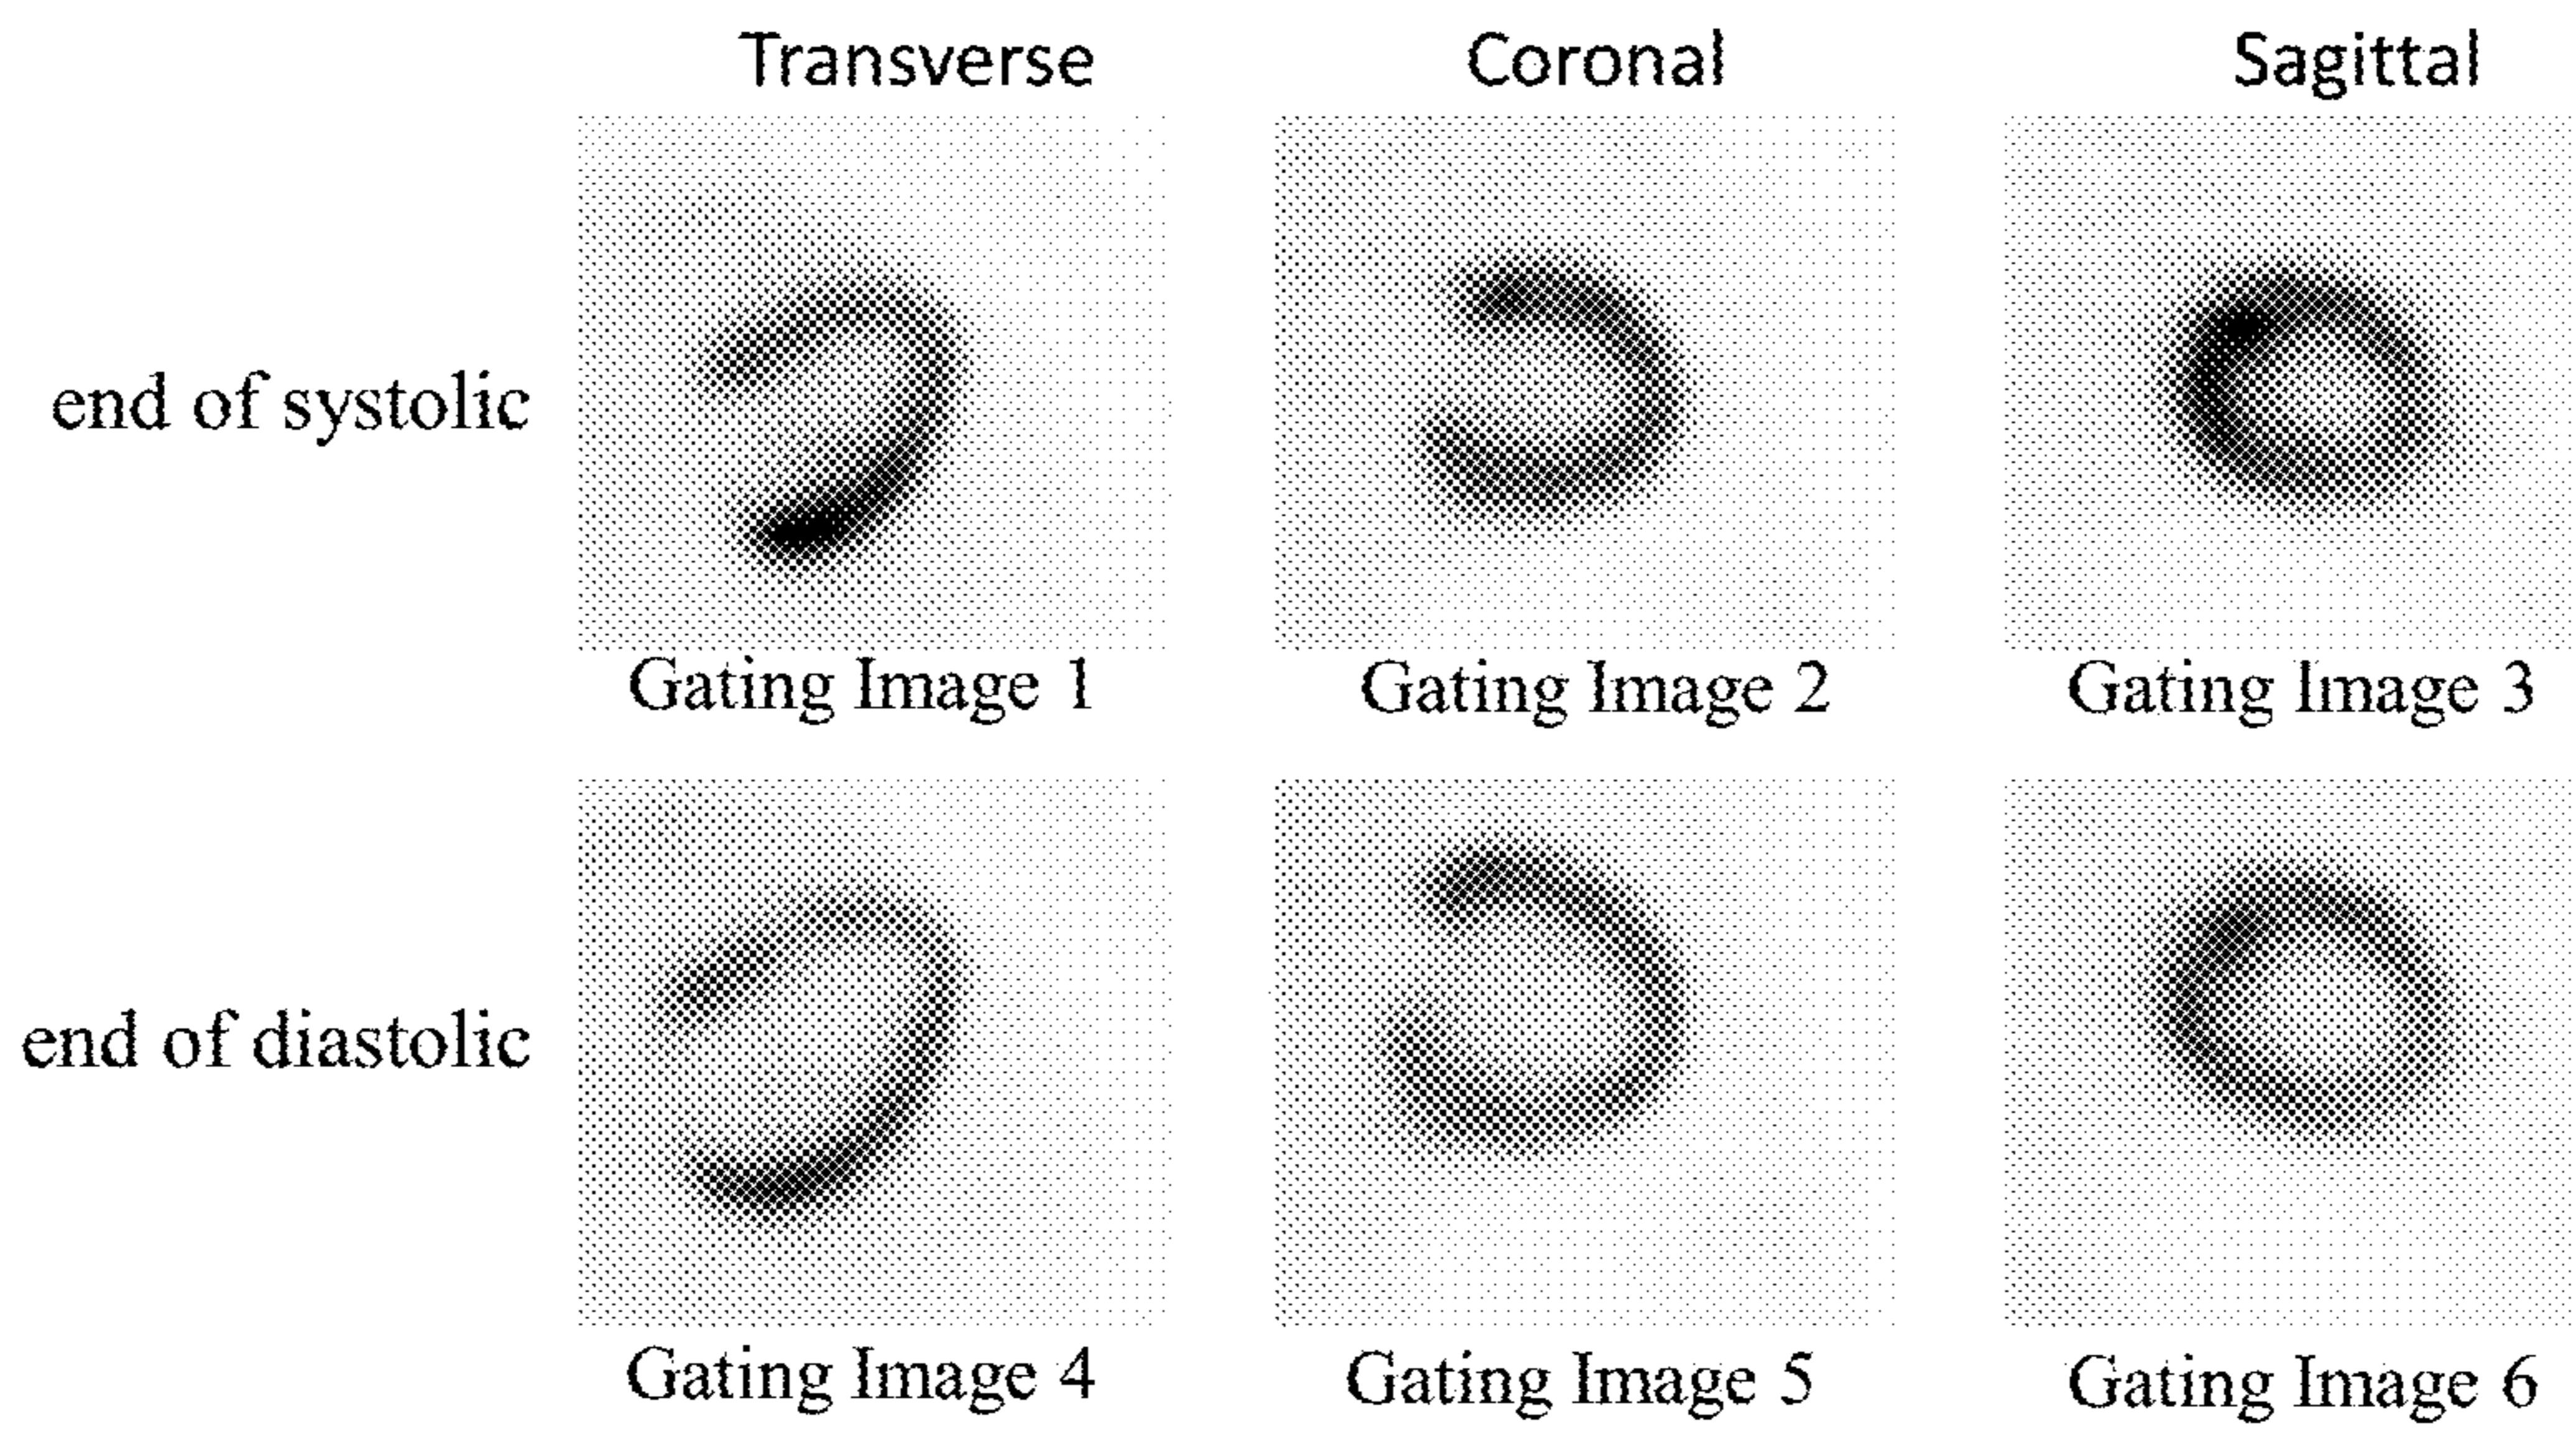 Transverse Coronal Sagittal
end of systolic
Gating Image 1 Gating Image 2 Gating Image 3
end of diastolic
Gating Image 4 Gating Image 5 Gating Image 6